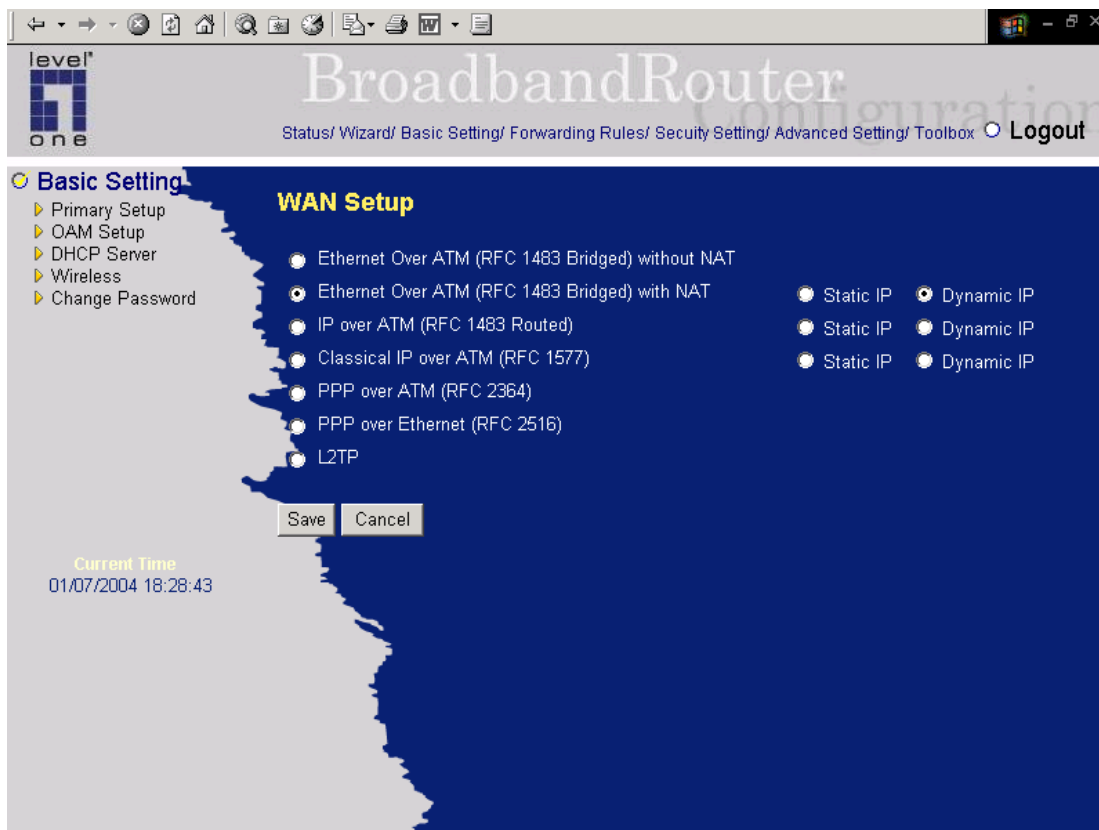 level
BroadbandRouter
Configuration
one
Status/ Wizard/ Basic Setting/ Forwarding Rules/ Secuity Setting/ Advanced Setting/ Toolbox Logout
Basic Setting
Primary Setup
OAM Setup
DHCP Server
Wireless
Change Password
WAN Setup
Ethernet Over ATM (RFC 1483 Bridged) without NAT
Ethernet Over ATM (RFC 1483 Bridged) with NAT Static IP Dynamic IP
IP over ATM (RFC 1483 Routed) Static IP Dynamic IP
Classical IP over ATM (RFC 1577) Static IP Dynamic IP
PPP over ATM (RFC 2364)
PPP over Ethernet (RFC 2516)
L2TP
Save Cancel
Current Time
01/07/2004 18:28:43